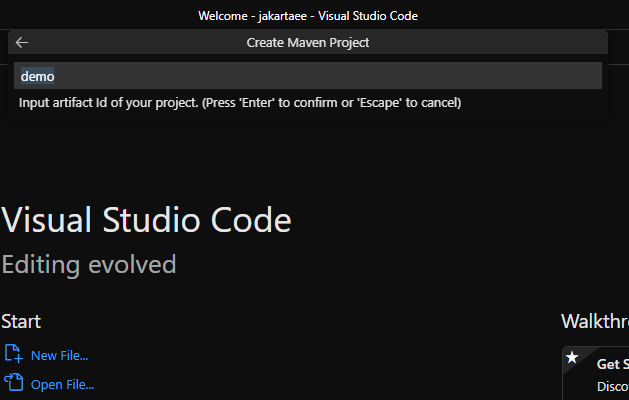 Welcome - jakartaee - Visual Studio Code
Create Maven Project
demo
Input artifact Id of your project. (Press 'Enter' to confirm or 'Escape' to cancel)
Visual Studio Code
Editing evolved
Start
Walkthr
New File...
Get S
Open File...
Disco